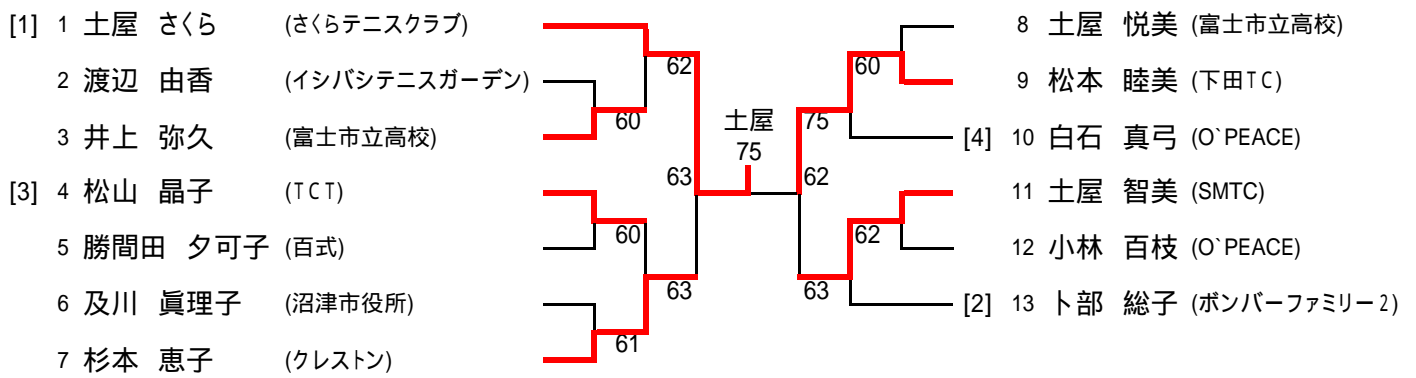 [1] 1 土屋 さくら (さくらテニスクラブ)
2 渡辺 由香 (イシバシテニスガーデン)
3 井上 弥久 (富士市立高校)
[3] 4 松山 晶子 (TCT)
5 勝間田 夕可子 (百式)
6 及川 眞理子 (沼津市役所)
7 杉本 恵子 (クレストン)
62
60
60
63
61
63
土屋
75
60
75
62
62
63
8 土屋 悦美 (富士市立高校)
9 松本 睦美 (下田TC)
[4] 10 白石 真弓 (O`PEACE)
11 土屋 智美 (SMTC)
12 小林 百枝 (O`PEACE)
[2] 13 卜部 総子 (ボンバーファミリー2)